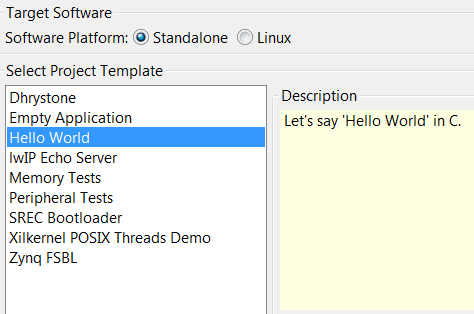 Target Software
Software Platform: Standalone Linux
Select Project Template
Dhrystone
Empty Application
Hello World
lwIP Echo Server
Memory Tests
Peripheral Tests
SREC Bootloader
Xilkernel POSIX Threads Demo
Zynq FSBL
Description
Let's say 'Hello World' in C.